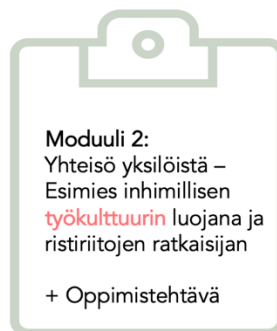 Moduuli 2:
Yhteisö yksilöistä –
Esimies inhimillisen
työkulttuurin luojana ja
ristiriitojen ratkaisijan
+ Oppimistehtävä